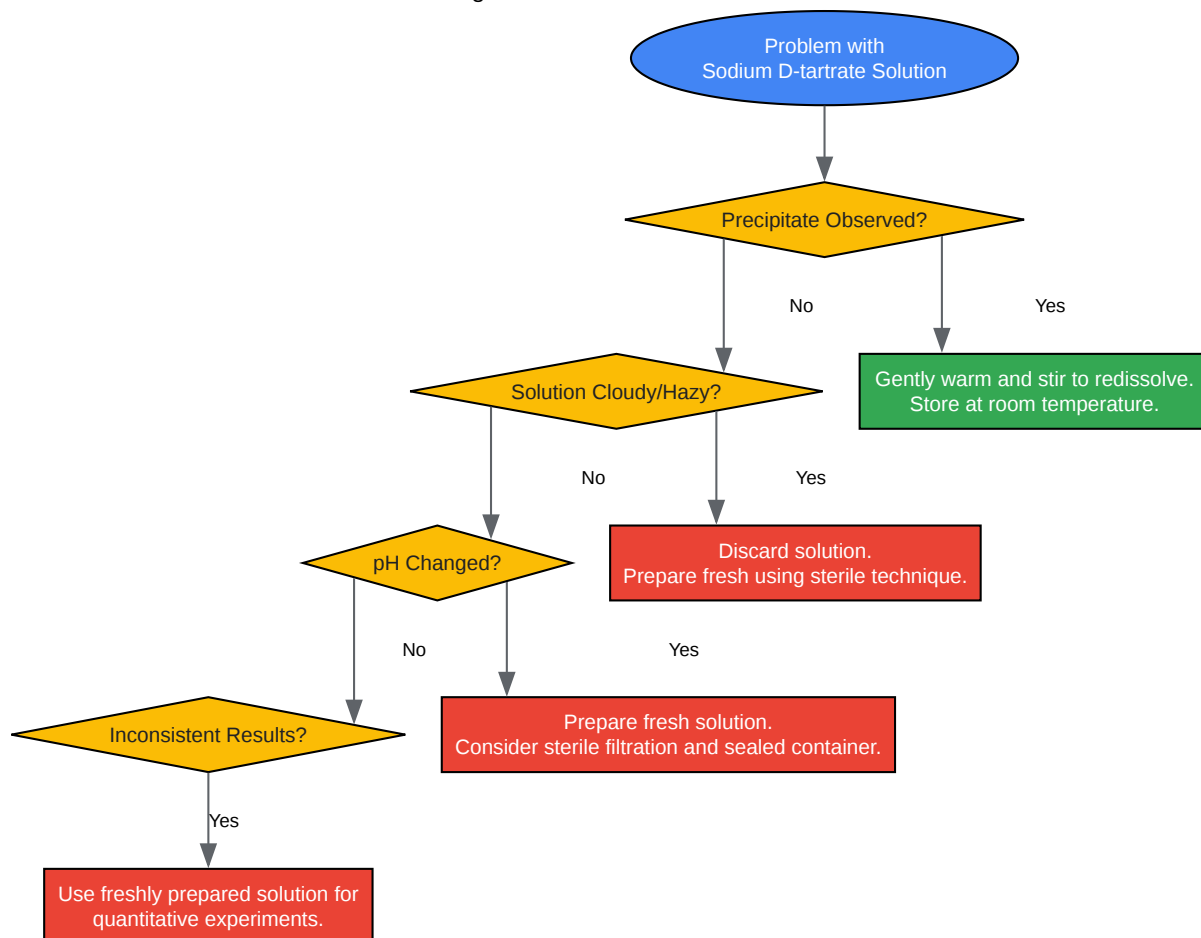 Problem with
Sodium D-tartrate Solution
Precipitate Observed?
No
Yes
Solution Cloudy/Hazy?
Gently warm and stir to redissolve.
Store at room temperature.
No
Yes
pH Changed?
Discard solution.
Prepare fresh using sterile technique.
No
Yes
Inconsistent Results?
Prepare fresh solution.
Consider sterile filtration and sealed container.
Yes
Use freshly prepared solution for
quantitative experiments.